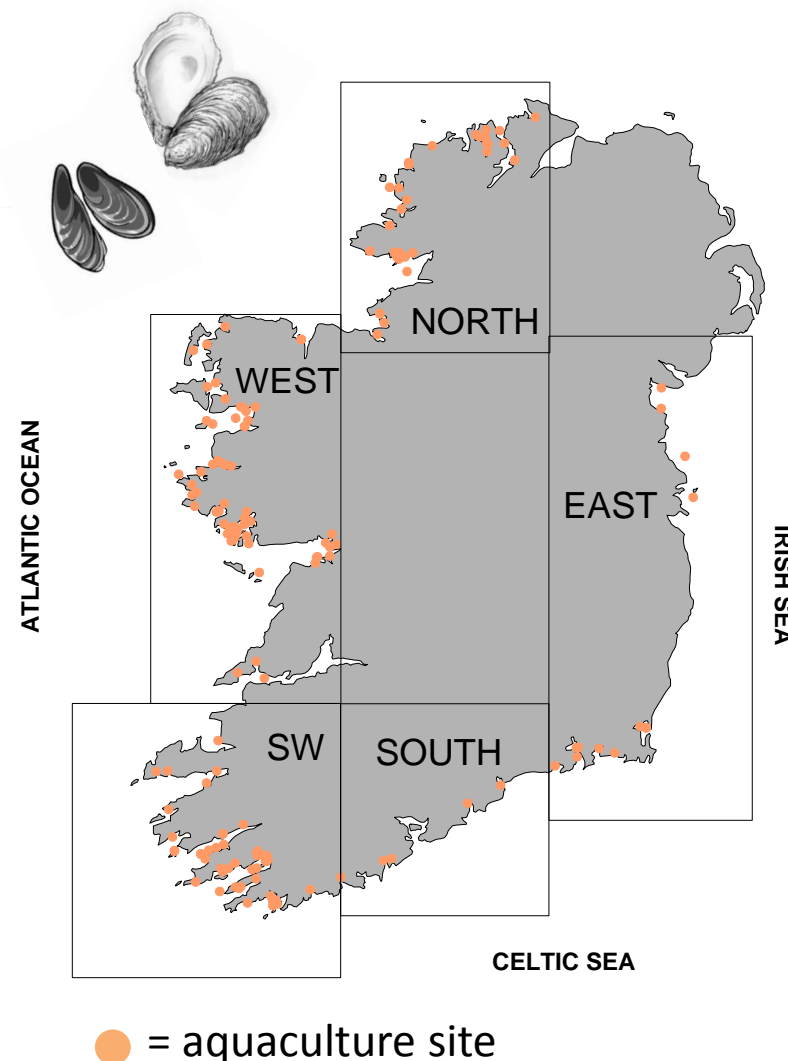 NORTH
WEST
ATLANTIC OCEAN
EAST
IRISH SEA
SW
SOUTH
CELTIC SEA
= aquaculture site